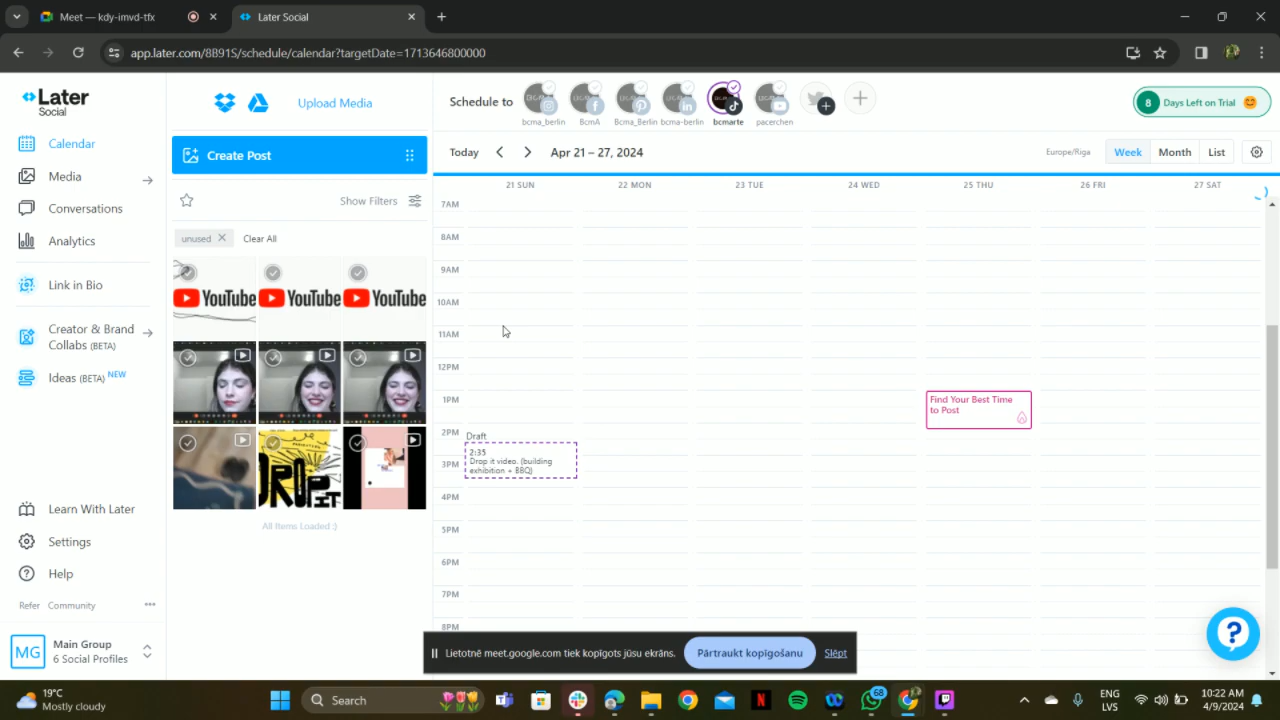 Meet — kdy-imvd-tfx
Later Social
app.later.com/8B91S/schedule/calendar?targetDate=1713646800000
Later
Social
Calendar
Media
Conversations
Analytics
Link in Bio
Creator & Brand
Collabs (BETA)
Ideas (BETA) NEW
Learn With Later
Settings
Help
Refer Community
MG
Main Group
6 Social Profiles
Upload Media
Create Post
Show Filters
unused
Clear All
YouTube YouTube YouTube
DROP IT
All Items Loaded :)
Schedule to
bcma_berlin
BcmA
Bcma_Berlin
bcma-berlin
bcmarte
pacerchen
8 Days Left on Trial
Today
Apr 21 – 27, 2024
Europe/Riga
Week
Month
List
21 SUN
22 MON
23 TUE
24 WED
25 THU
26 FRI
27 SAT
7AM
8AM
9AM
10AM
11AM
12PM
1PM
2PM
3PM
4PM
5PM
6PM
7PM
8PM
Find Your Best Time
to Post
Draft
2:35
Drop it video. (building
exhibition + BBQ)
Lietotnē meet.google.com tiek kopīgots jūsu ekrāns.
Pārtraukt kopīgošanu
Slēpt
?
19°C
Mostly cloudy
Search
68
ENG
LVS
10:22 AM
4/9/2024